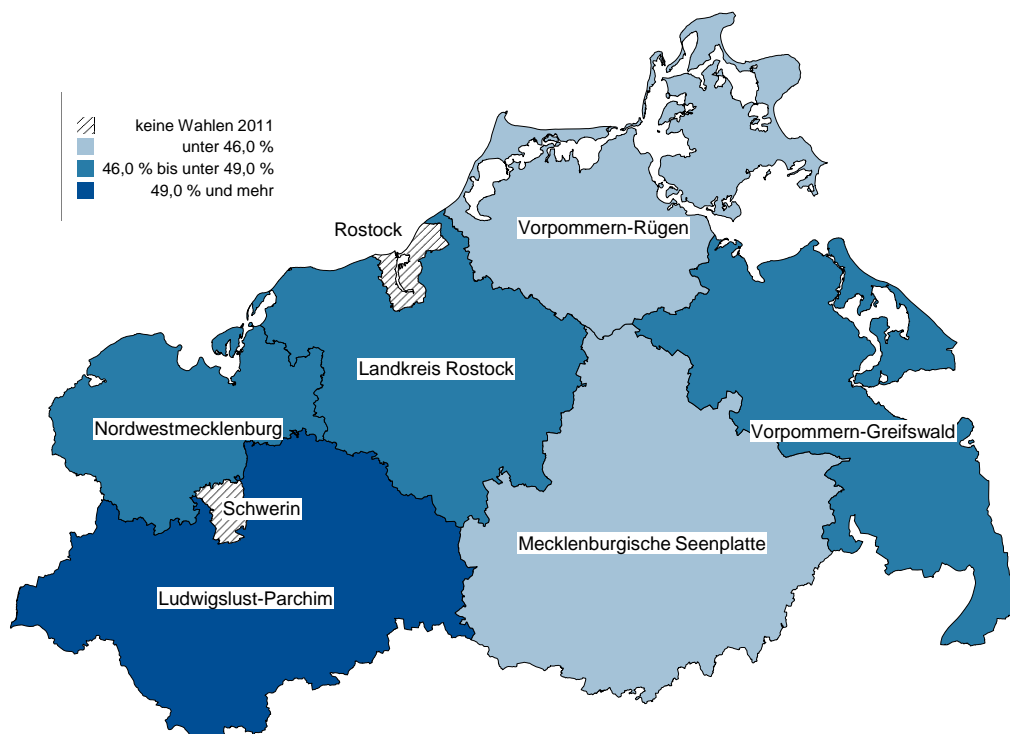 keine Wahlen 2011
unter 46,0 %
46,0 % bis unter 49,0 %
49,0 % und mehr
Rostock
Vorpommern-Rügen
Landkreis Rostock
Nordwestmecklenburg
Vorpommern-Greifswald
Schwerin
Mecklenburgische Seenplatte
Ludwigslust-Parchim